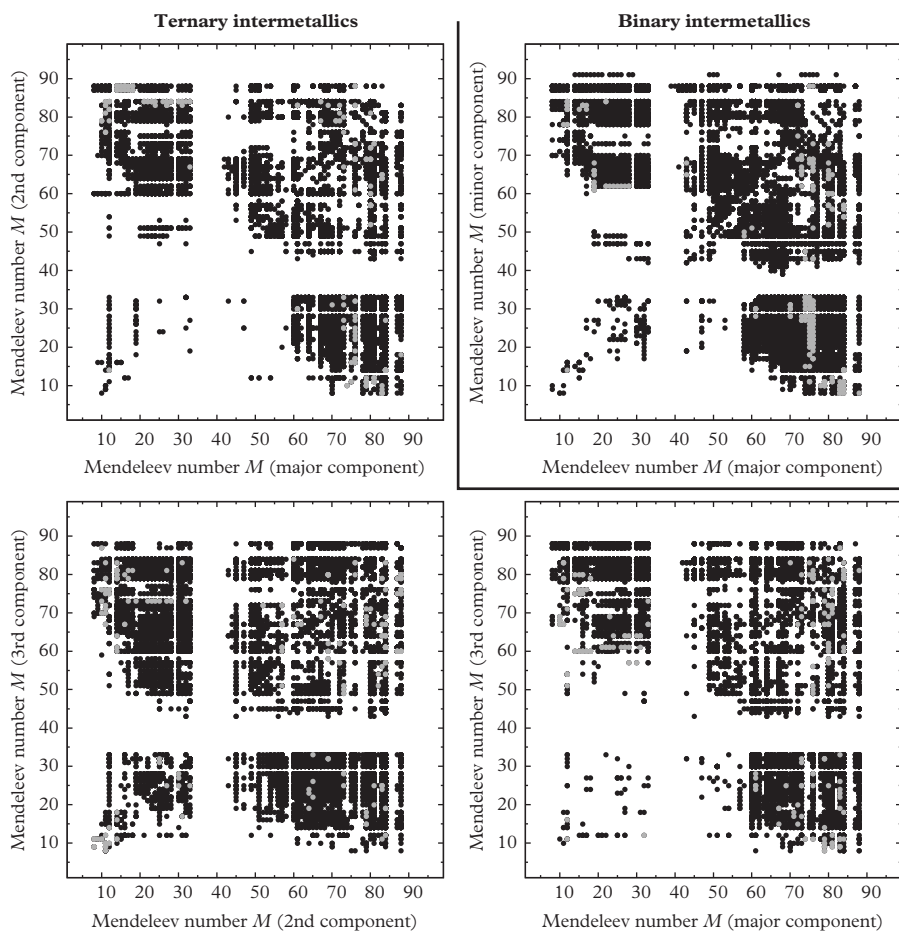 Ternary intermetallics
Binary intermetallics
Mendeleev number M (2nd component)
90
80
70
60
50
40
30
20
10
10 20 30 40 50 60 70 80 90
Mendeleev number M (major component)
Mendeleev number M (minor component)
90
80
70
60
50
40
30
20
10
10 20 30 40 50 60 70 80 90
Mendeleev number M (major component)
Mendeleev number M (3rd component)
90
80
70
60
50
40
30
20
10
10 20 30 40 50 60 70 80 90
Mendeleev number M (2nd component)
Mendeleev number M (3rd component)
90
80
70
60
50
40
30
20
10
10 20 30 40 50 60 70 80 90
Mendeleev number M (major component)